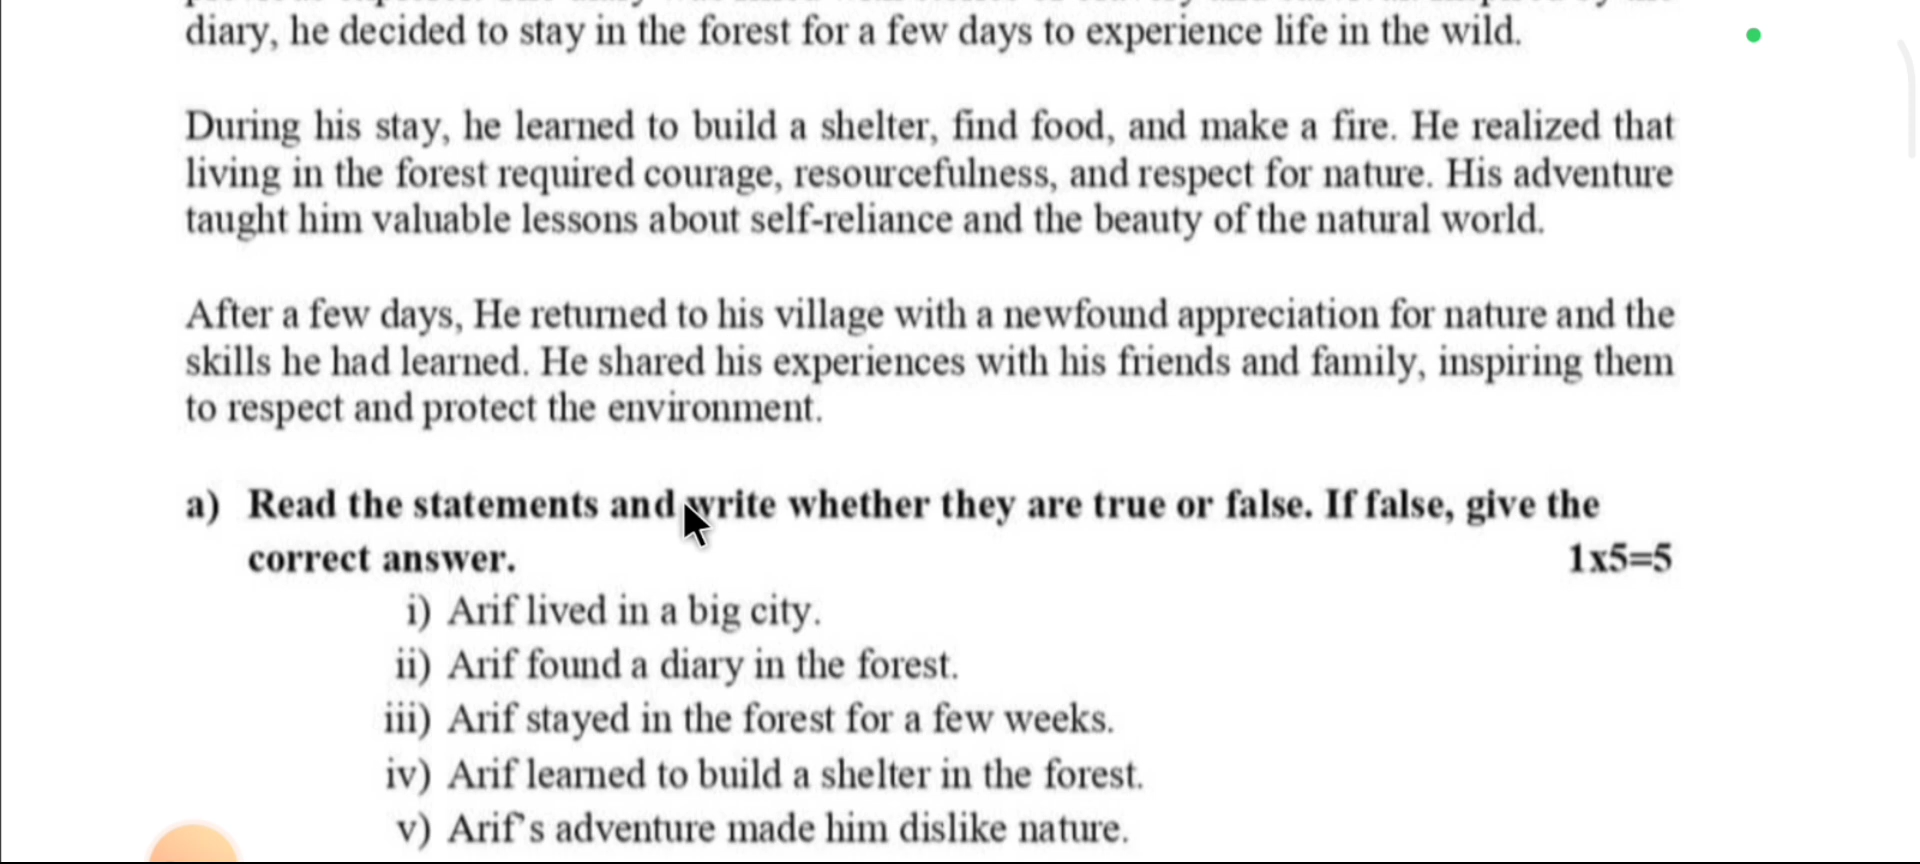 diary, he decided to stay in the forest for a few days to experience life in the wild.
During his stay, he learned to build a shelter, find food, and make a fire. He realized that
living in the forest required courage, resourcefulness, and respect for nature. His adventure
taught him valuable lessons about self-reliance and the beauty of the natural world.
After a few days, He returned to his village with a newfound appreciation for nature and the
skills he had learned. He shared his experiences with his friends and family, inspiring them
to respect and protect the environment.
a) Read the statements and write whether they are true or false. If false, give the
correct answer. 1x5=5
i) Arif lived in a big city.
ii) Arif found a diary in the forest.
iii) Arif stayed in the forest for a few weeks.
iv) Arif learned to build a shelter in the forest.
v) Arif's adventure made him dislike nature.